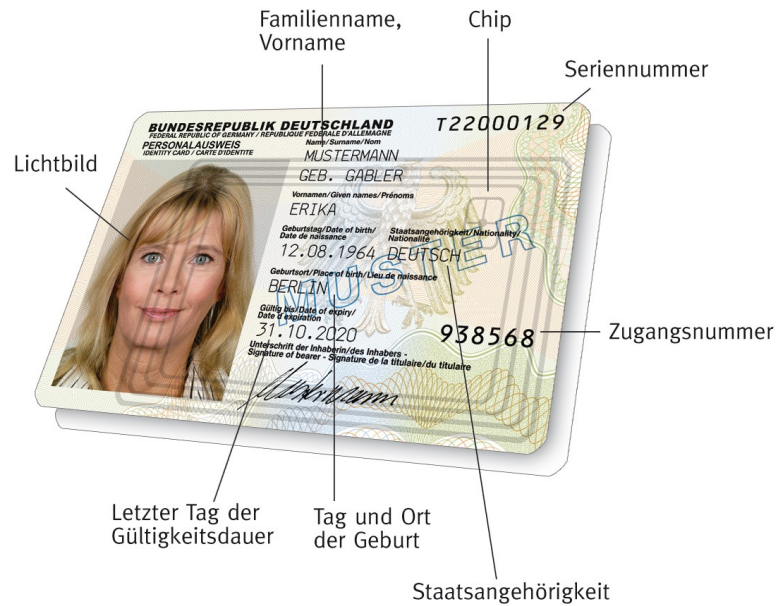 Familienname,
Vorname
Chip
Seriennummer
Lichtbild
BUNDESREPUBLIK DEUTSCHLAND
FEDERAL REPUBLIC OF GERMANY / REPUBLIQUE FEDERALE D'ALLEMAGNE
PERSONALAUSWEIS
IDENTITY CARD / CARTE D'IDENTITE
T22000129
Name/Surname/Nom
MUSTERMANN
GEB. GABLER
Vornamen/Given names/Prénoms
ERIKA
Geburtstag/Date of birth/
Date de naissance
Staatsangehörigkeit/Nationality/
Nationalité
12.08.1964 DEUTSCH
MUSTER
Geburtsort/Place of birth/Lieu de naissance
BERLIN
Gültig bis/Date of expiry/
Date d'expiration
31.10.2020
938568
Zugangsnummer
Unterschrift der Inhaberin/des Inhabers -
Signature of bearer - Signature de la titulaire/du titulaire
Mustermann
Letzter Tag der
Gültigkeitsdauer
Tag und Ort
der Geburt
Staatsangehörigkeit